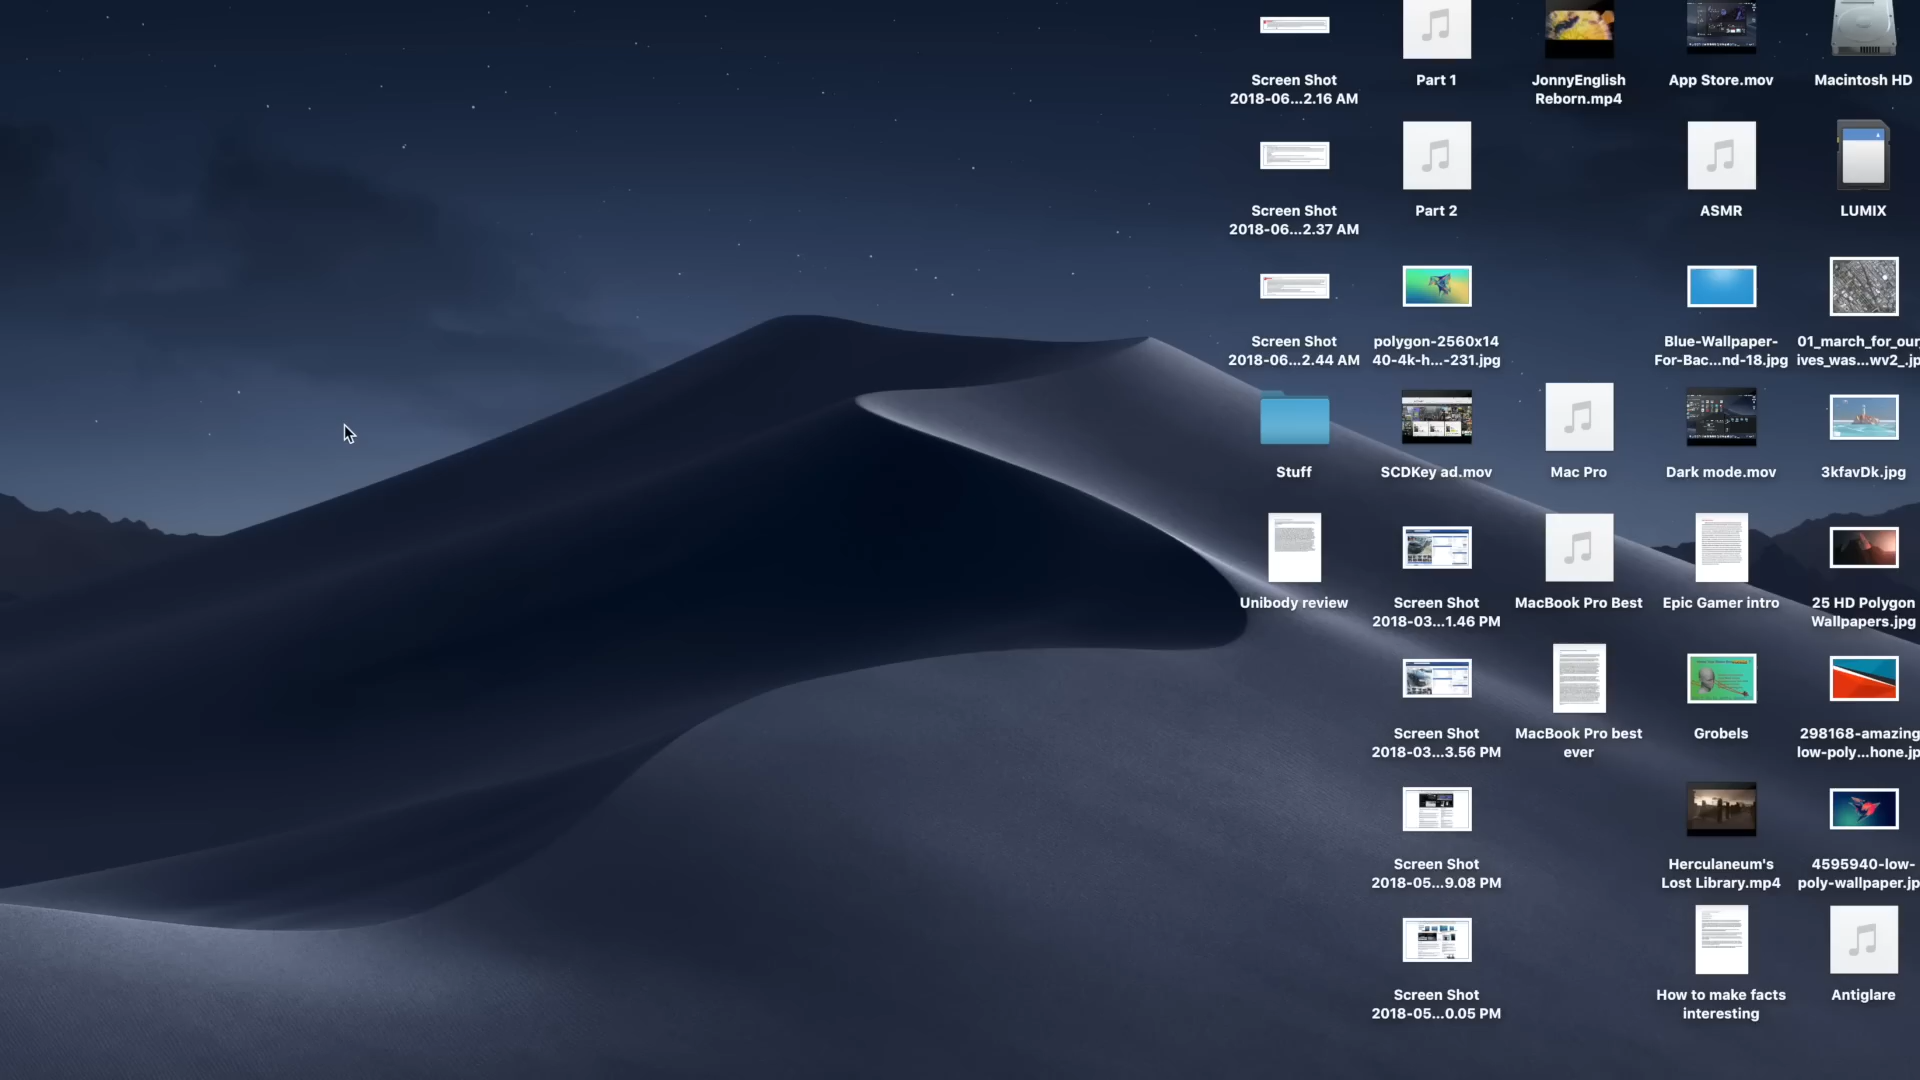 Screen Shot
2018-06...2.16 AM
Part 1
JonnyEnglish
Reborn.mp4
App Store.mov
Macintosh HD
Screen Shot
2018-06...2.37 AM
Part 2
ASMR
LUMIX
Screen Shot
2018-06...2.44 AM
polygon-2560x14
40-4k-h...-231.jpg
Blue-Wallpaper-
For-Bac...nd-18.jpg
01_march_for_our_
ives_was...wv2_.jp
Stuff
SCDKey ad.mov
Mac Pro
Dark mode.mov
3kfavDk.jpg
Unibody review
Screen Shot
2018-03...1.46 PM
MacBook Pro Best
Epic Gamer intro
25 HD Polygon
Wallpapers.jpg
Screen Shot
2018-03...3.56 PM
MacBook Pro best
ever
Grobels
298168-amazing
low-poly...hone.jp
Screen Shot
2018-05...9.08 PM
Herculaneum's
Lost Library.mp4
4595940-low-
poly-wallpaper.jp
Screen Shot
2018-05...0.05 PM
How to make facts
interesting
Antiglare